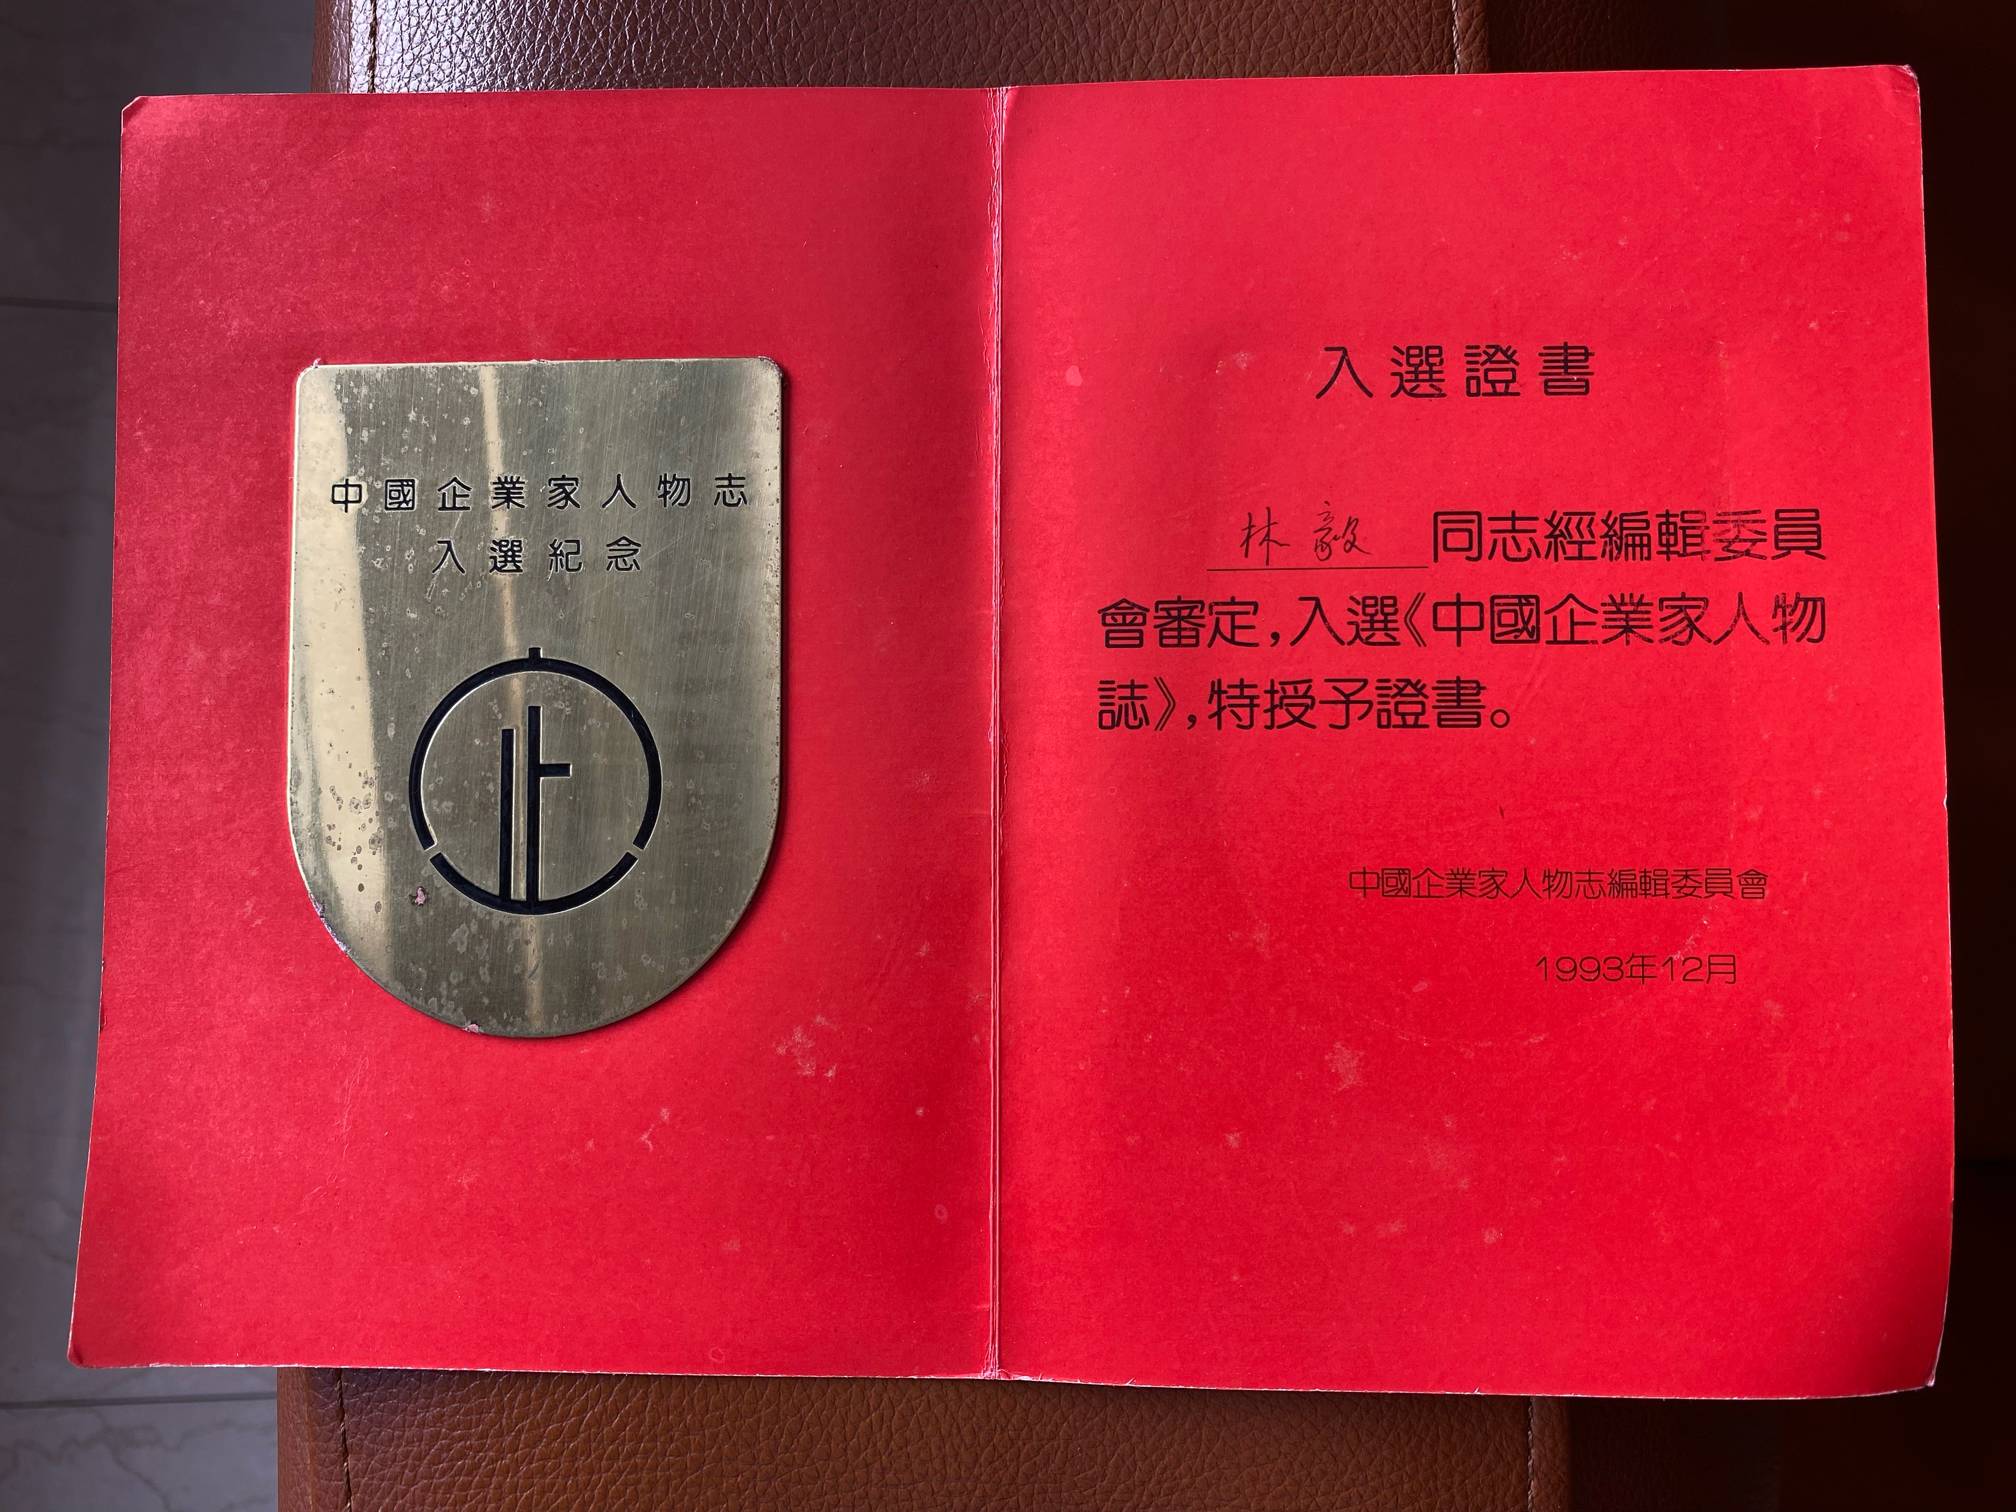 中國企業家人物志
入選紀念
入選證書
林毅 同志經編輯委員
會審定，入選《中國企業家人物
誌》，特授予證書。
中國企業家人物志編輯委員會
1993年12月